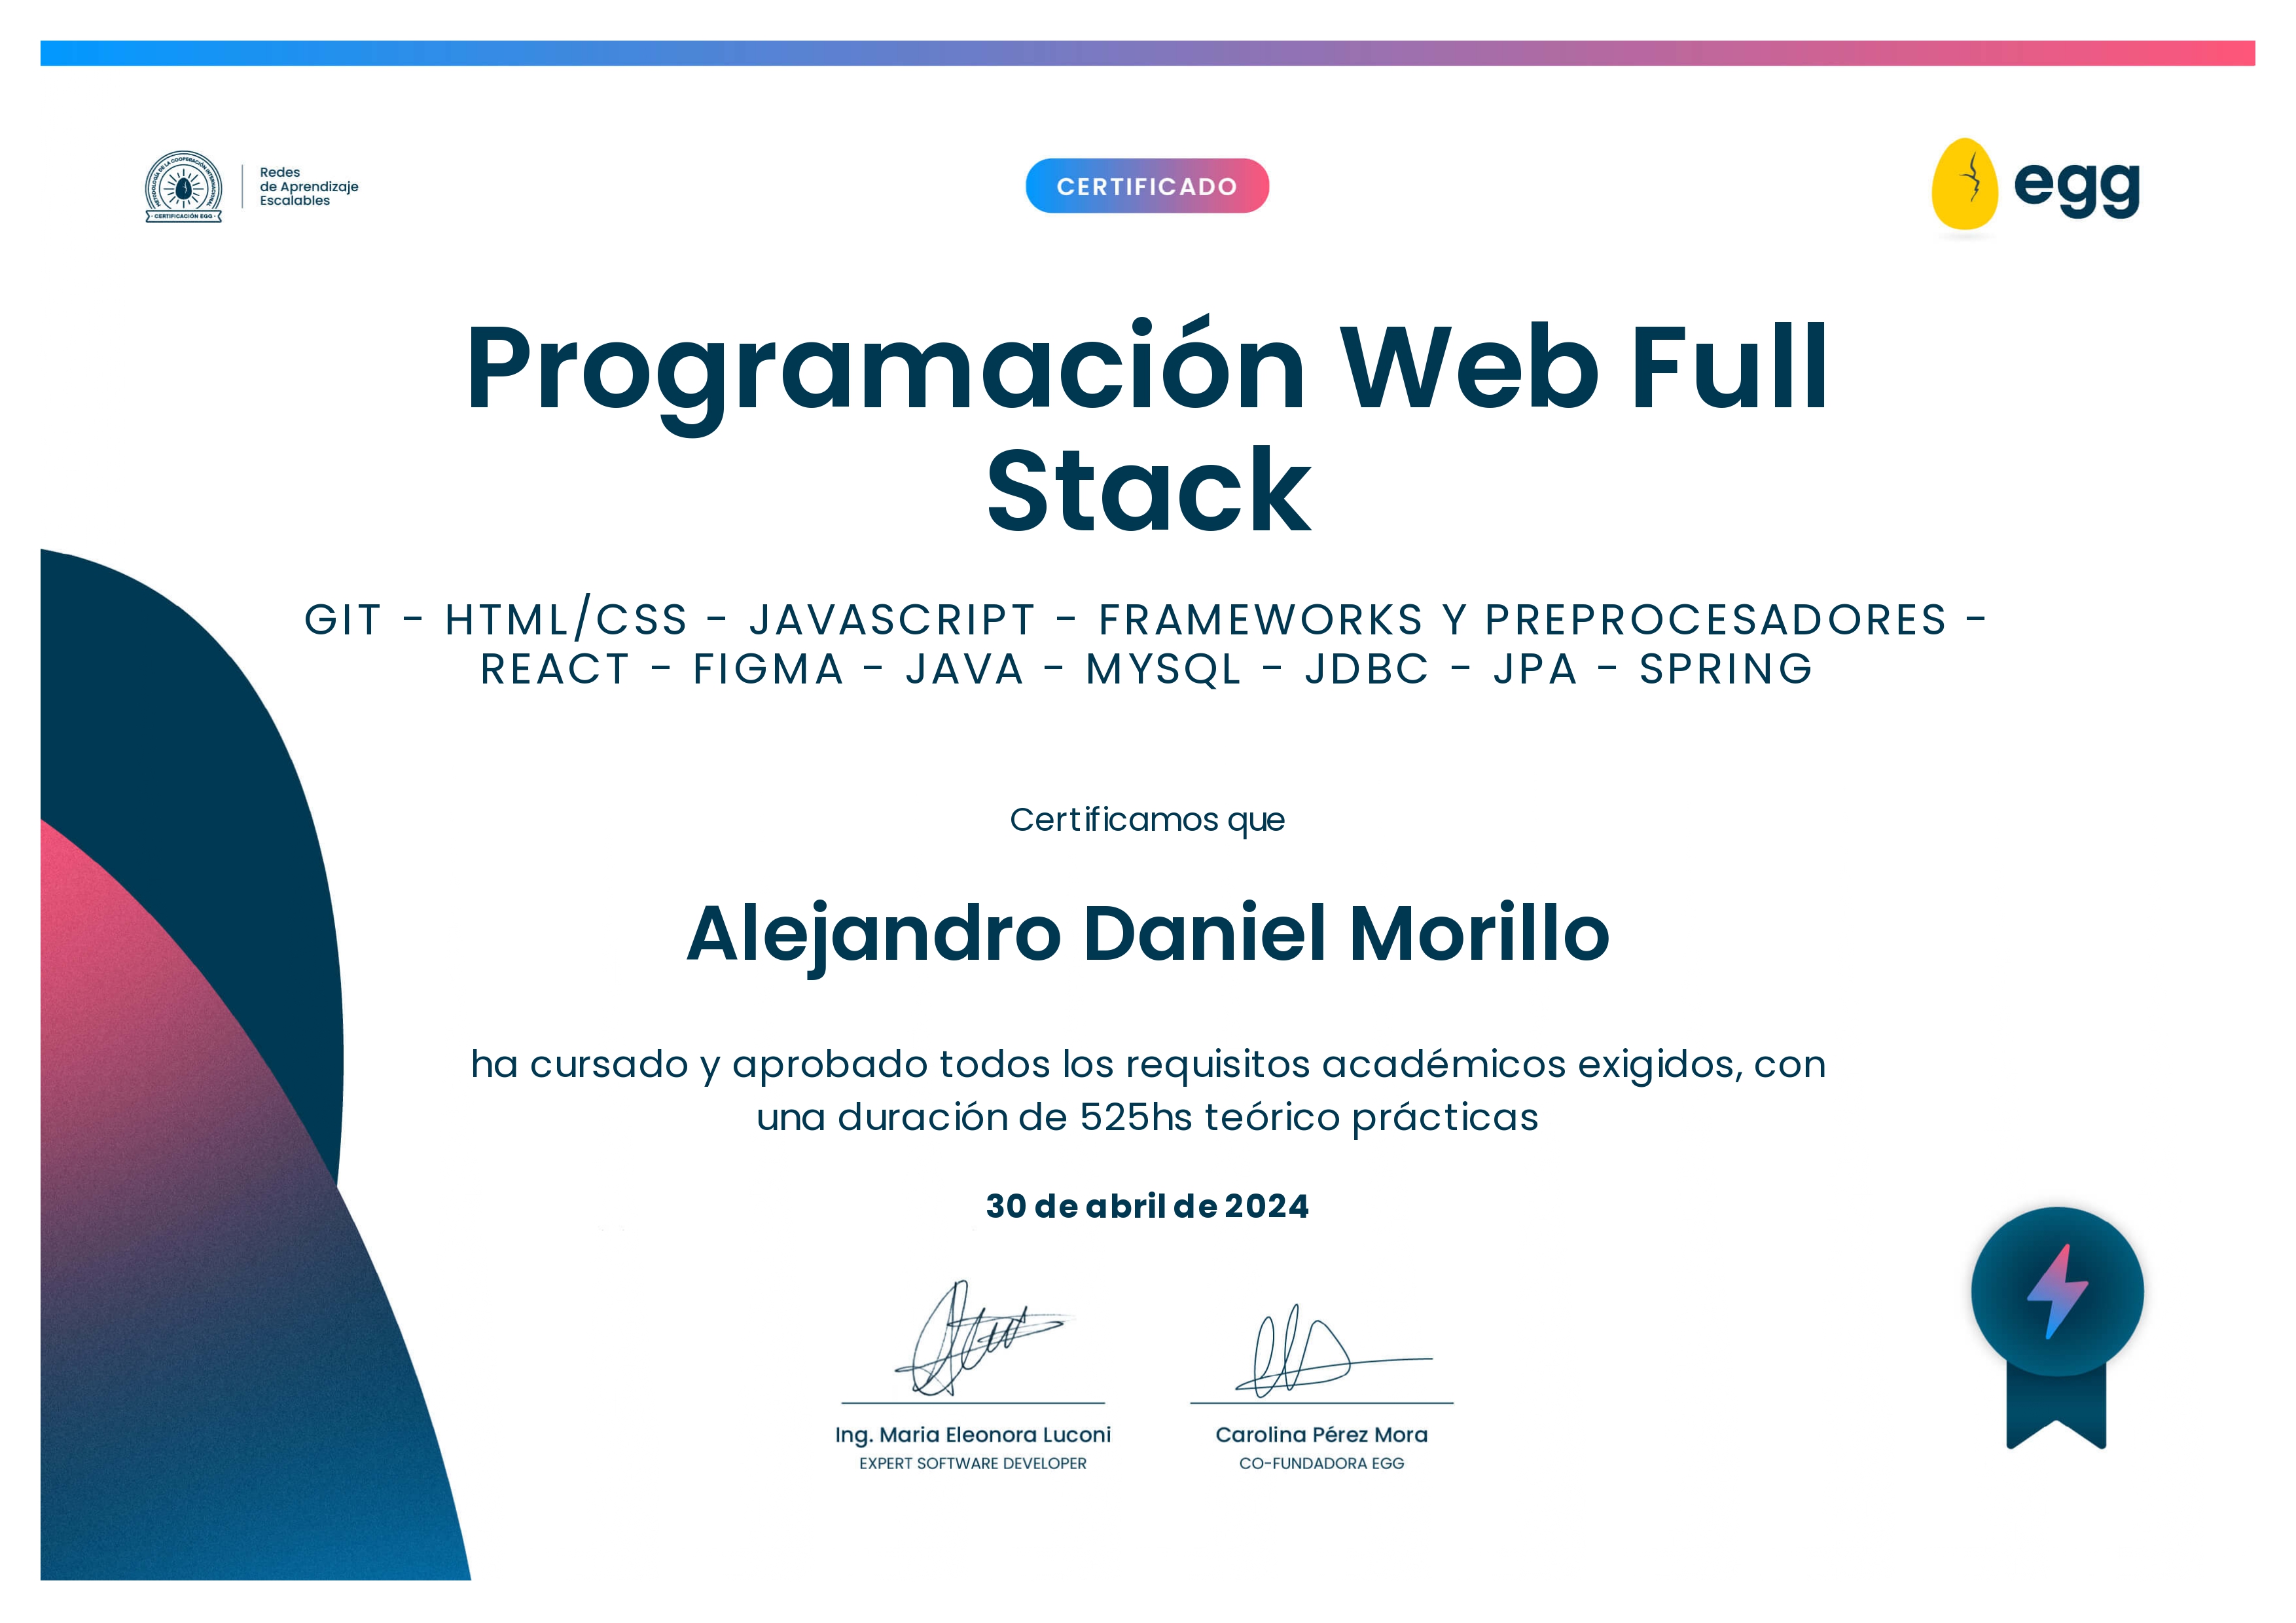 METODOLOGÍA DE LA COOPERACIÓN INTERNACIONAL
· CERTIFICACIÓN EGG ·
Redes
de Aprendizaje
Escalables
CERTIFICADO
egg
Programación Web Full
Stack
GIT - HTML/CSS - JAVASCRIPT - FRAMEWORKS Y PREPROCESADORES -
REACT - FIGMA - JAVA - MYSQL - JDBC - JPA - SPRING
Certificamos que
Alejandro Daniel Morillo
ha cursado y aprobado todos los requisitos académicos exigidos, con
una duración de 525hs teórico prácticas
30 de abril de 2024
Ing. Maria Eleonora Luconi
EXPERT SOFTWARE DEVELOPER
Carolina Pérez Mora
CO-FUNDADORA EGG